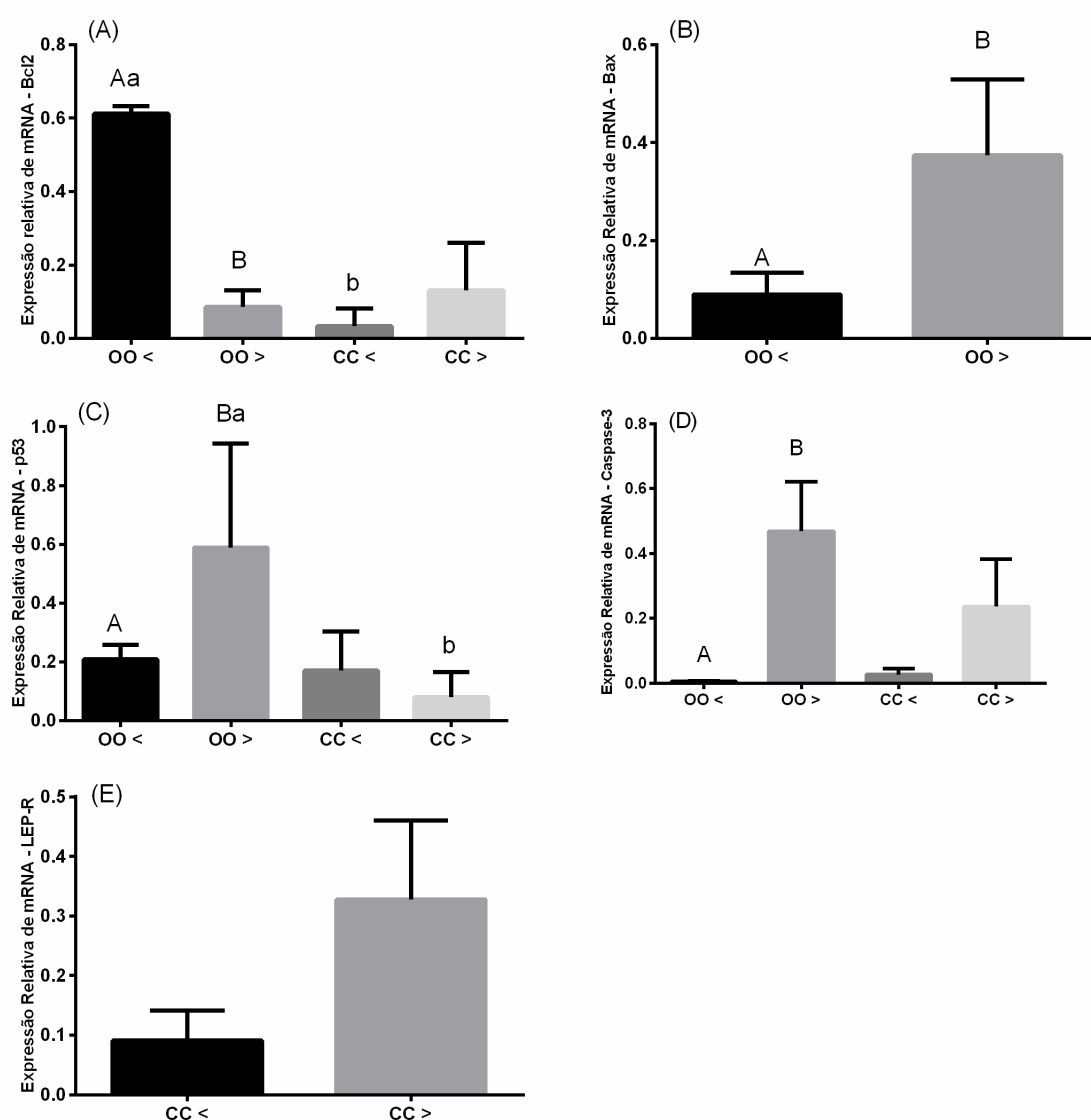 (A)
Expressão relativa de mRNA - Bcl2
0.8
0.6
0.4
0.2
0.0
Aa
B
b
OO <
OO >
CC <
CC >
(B)
Expressão Relativa de mRNA - Bax
0.6
0.4
0.2
0.0
A
B
OO <
OO >
(C)
Expressão Relativa de mRNA - p53
1.0
0.8
0.6
0.4
0.2
0.0
A
Ba
b
OO <
OO >
CC <
CC >
(D)
Expressão Relativa de mRNA - Caspase-3
0.8
0.6
0.4
0.2
0.0
A
B
OO <
OO >
CC <
CC >
(E)
Expressão Relativa de mRNA - LEP-R
0.5
0.4
0.3
0.2
0.1
0.0
CC <
CC >